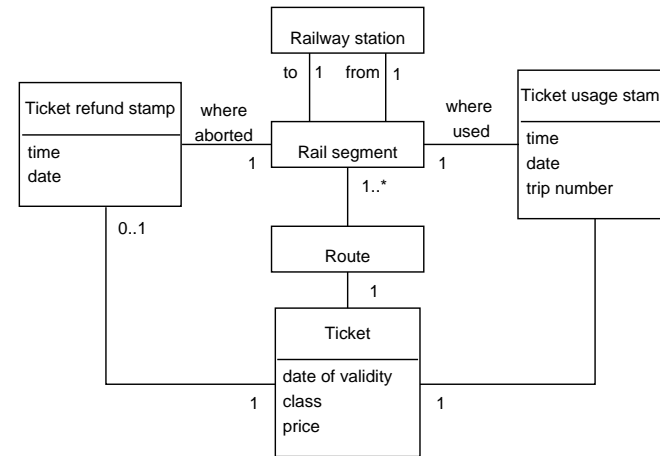 Railway station
to 1 from 1
Ticket refund stamp
time
date
where
aborted
1
Rail segment
where
used
1
Ticket usage stam
time
date
trip number
1..*
0..1
Route
1
Ticket
date of validity
class
price
1
1